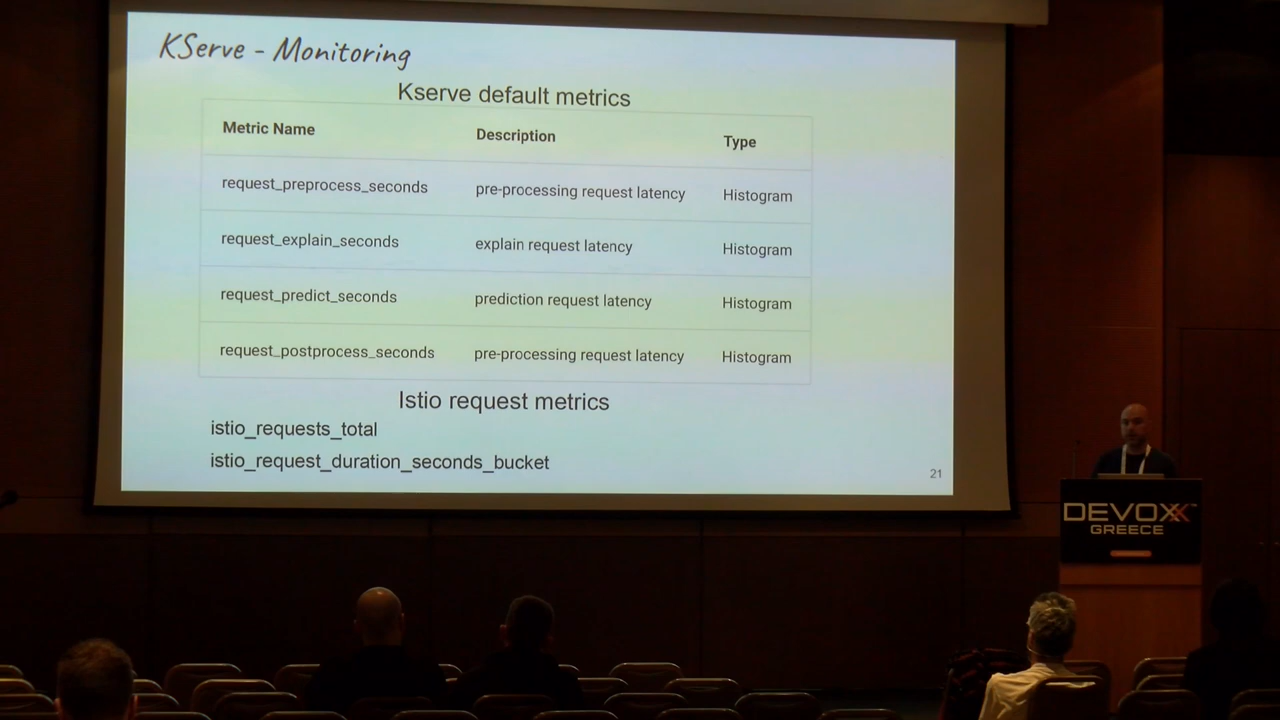 KServe - Monitoring
Kserve default metrics
Metric Name Description Type
request_preprocess_seconds pre-processing request latency Histogram
request_explain_seconds explain request latency Histogram
request_predict_seconds prediction request latency Histogram
request_postprocess_seconds pre-processing request latency Histogram
Istio request metrics
istio_requests_total
istio_request_duration_seconds_bucket
21
DEVOXX
GREECE